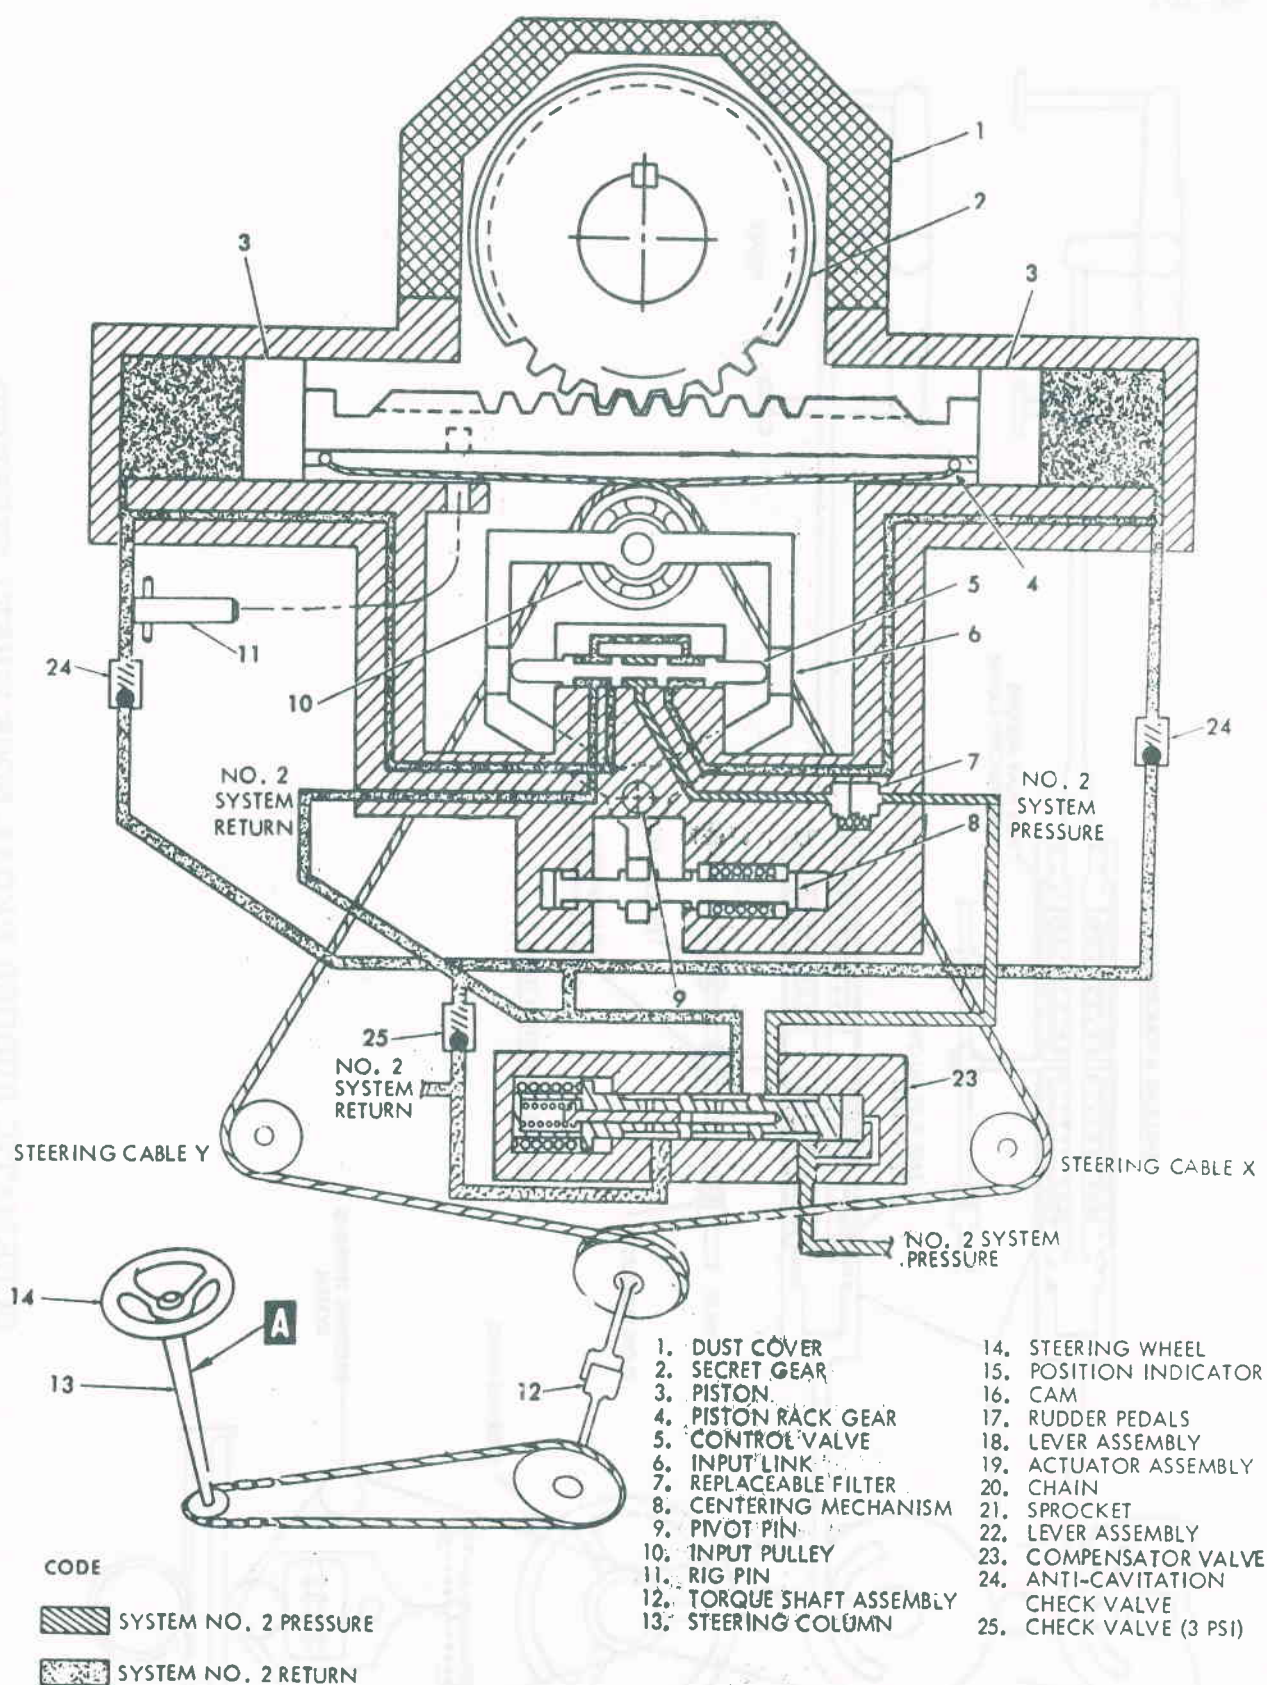 1
2
3
3
4
5
6
24
11
10
24
NO. 2
SYSTEM
RETURN
7
NO. 2
SYSTEM
PRESSURE
8
9
25
NO. 2
SYSTEM
RETURN
23
STEERING CABLE Y
STEERING CABLE X
NO. 2 SYSTEM
PRESSURE
14
A
13
12
1. DUST COVER
2. SECRET GEAR
3. PISTON
4. PISTON RACK GEAR
5. CONTROL VALVE
6. INPUT LINK
7. REPLACEABLE FILTER
8. CENTERING MECHANISM
9. PIVOT PIN
10. INPUT PULLEY
11. RIG PIN
12. TORQUE SHAFT ASSEMBLY
13. STEERING COLUMN
14. STEERING WHEEL
15. POSITION INDICATOR
16. CAM
17. RUDDER PEDALS
18. LEVER ASSEMBLY
19. ACTUATOR ASSEMBLY
20. CHAIN
21. SPROCKET
22. LEVER ASSEMBLY
23. COMPENSATOR VALVE
24. ANTI-CAVITATION
CHECK VALVE
25. CHECK VALVE (3 PSI)
CODE
SYSTEM NO. 2 PRESSURE
SYSTEM NO. 2 RETURN